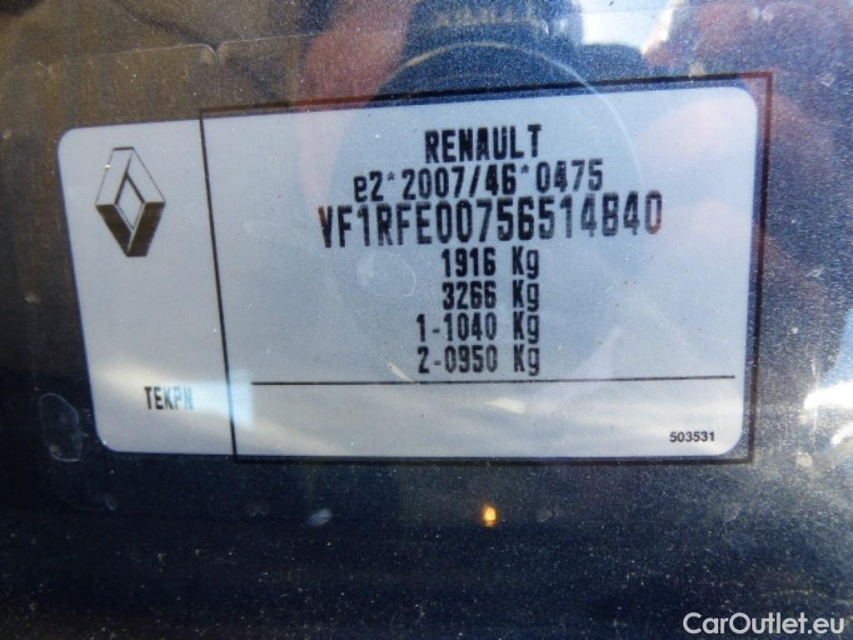 RENAULT
e2*2007/46*0475
VF1RFE00756514840
1916 Kg
3266 Kg
1-1040 Kg
2-0950 Kg
TEKPN
503531
CarOutlet.eu